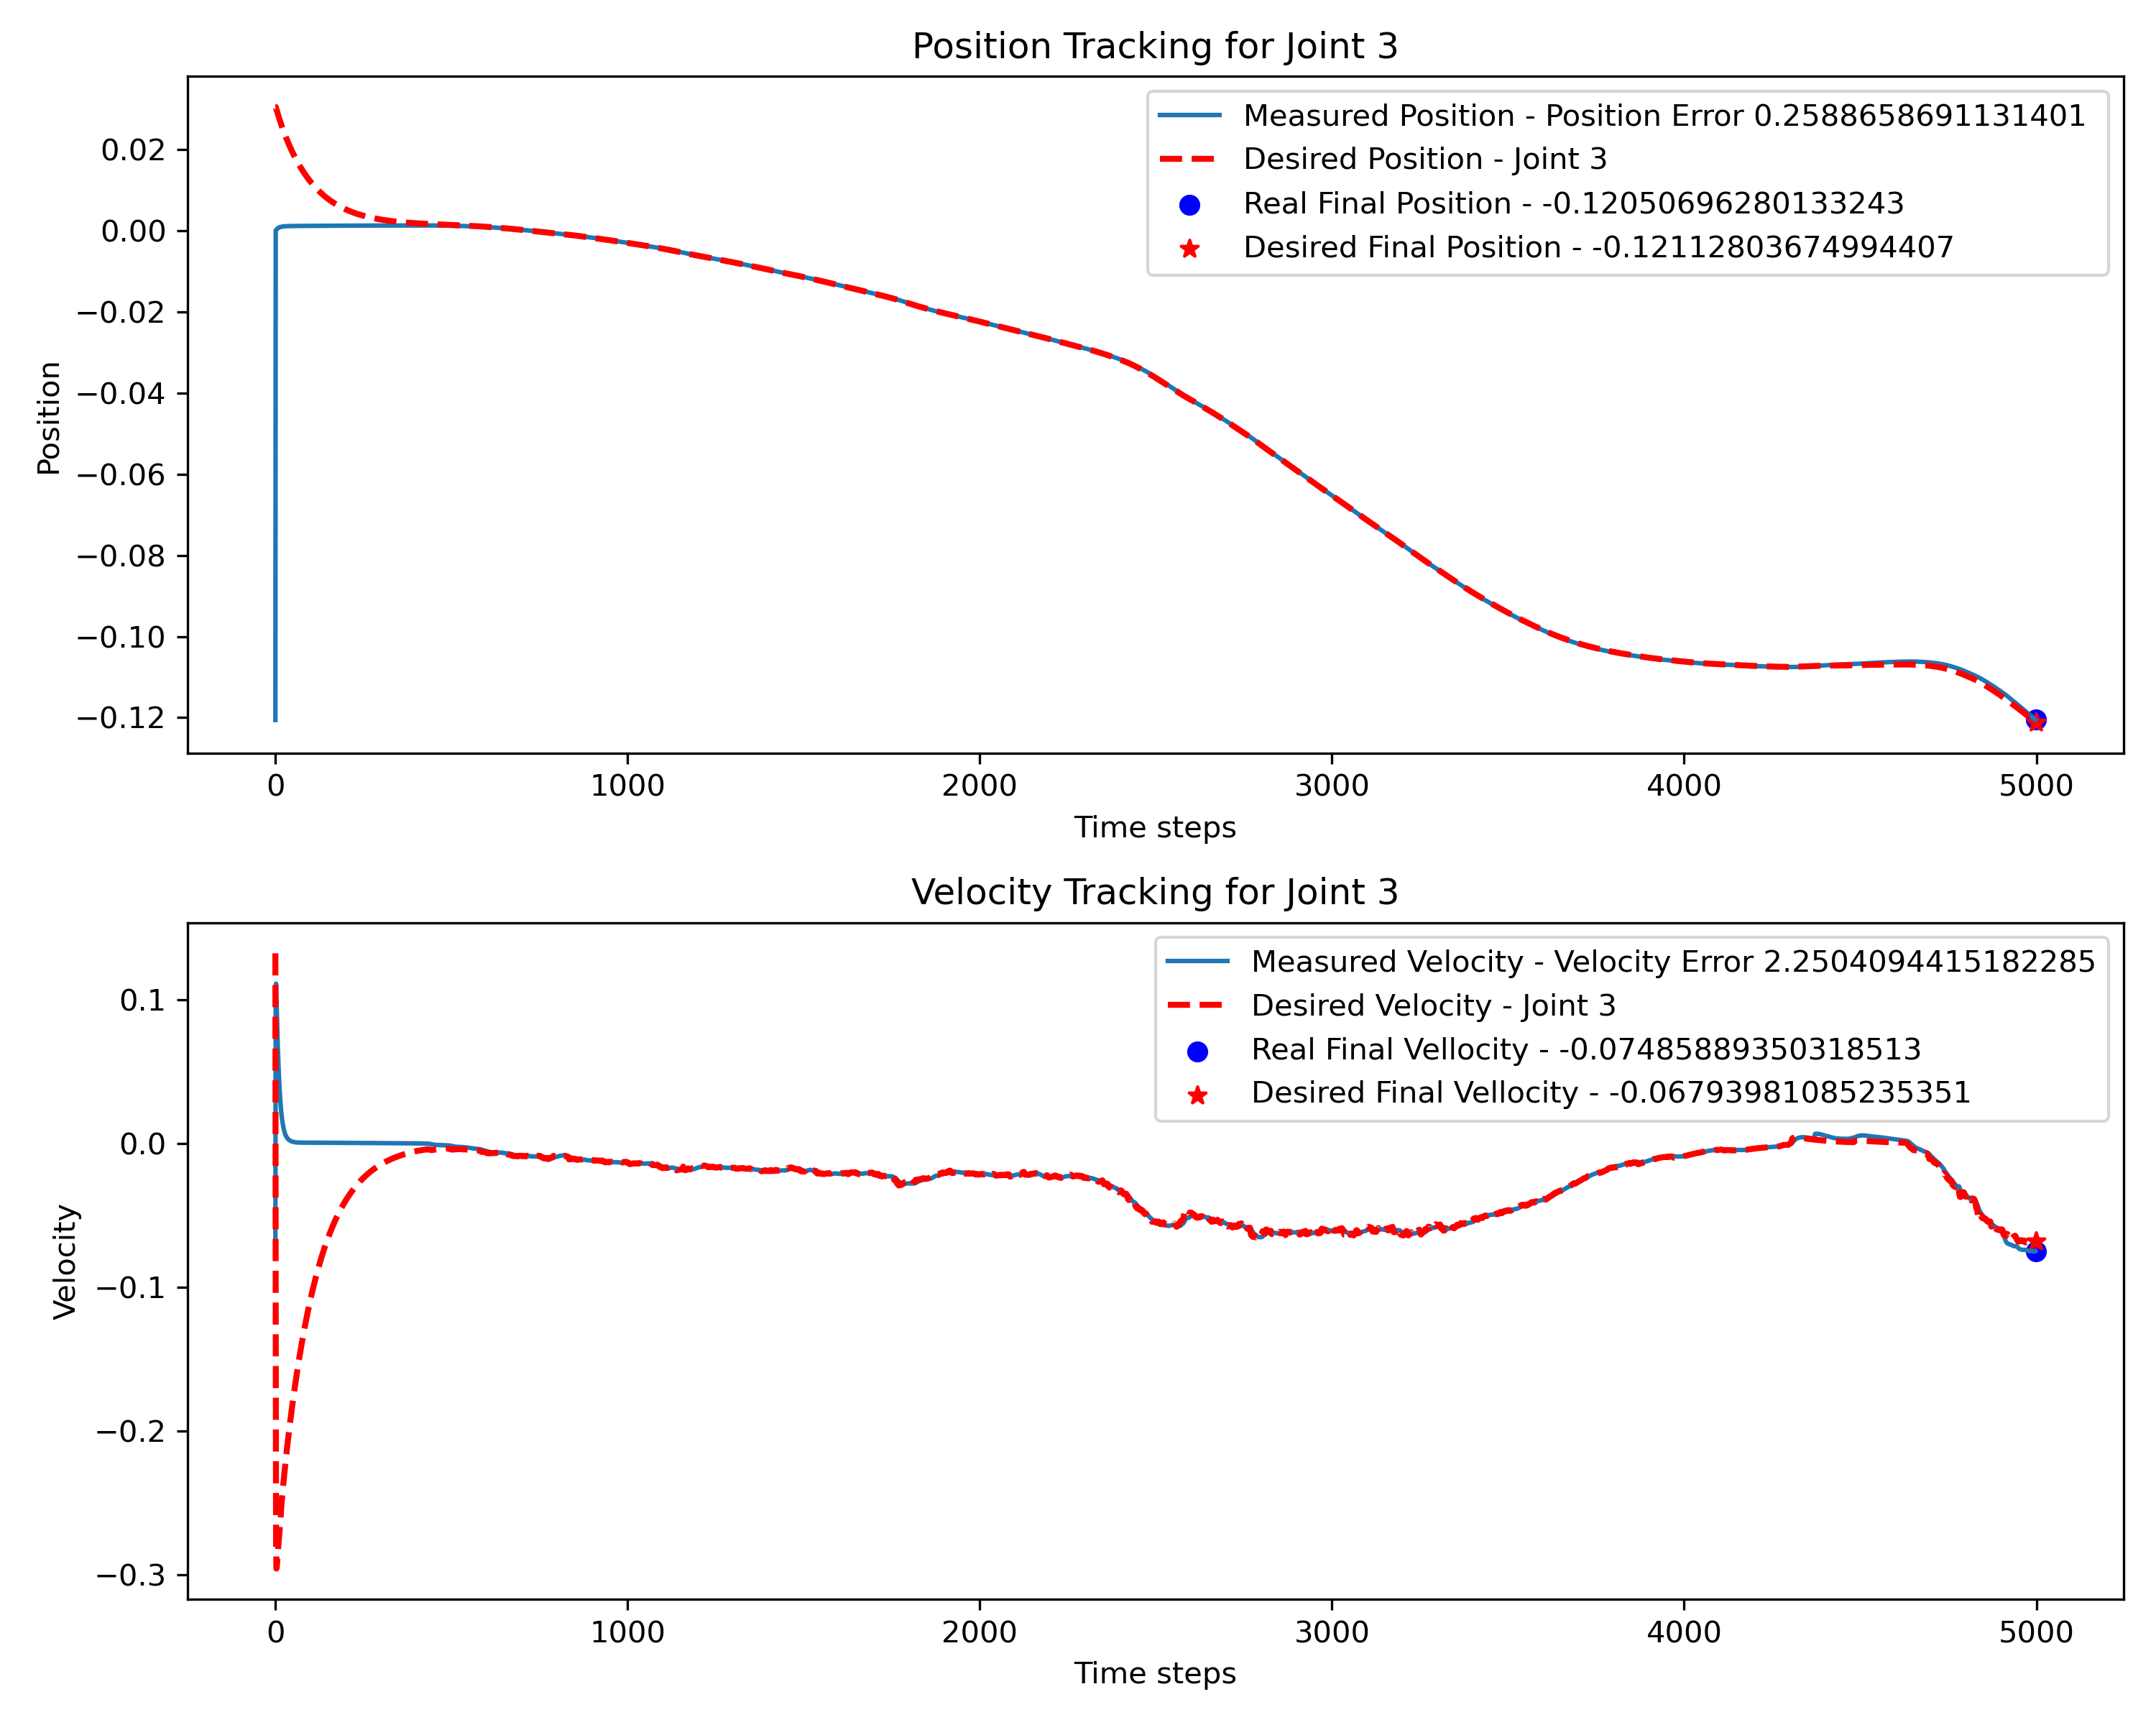 Position Tracking for Joint 3
Measured Position - Position Error 0.2588658691131401
Desired Position - Joint 3
Real Final Position - -0.12050696280133243
Desired Final Position - -0.12112803674994407
0.02
0.00
−0.02
−0.04
−0.06
−0.08
−0.10
−0.12
Position
0 1000 2000 3000 4000 5000
Time steps
Velocity Tracking for Joint 3
Measured Velocity - Velocity Error 2.2504094415182285
Desired Velocity - Joint 3
Real Final Vellocity - -0.07485889350318513
Desired Final Vellocity - -0.06793981085235351
0.1
0.0
−0.1
−0.2
−0.3
Velocity
0 1000 2000 3000 4000 5000
Time steps